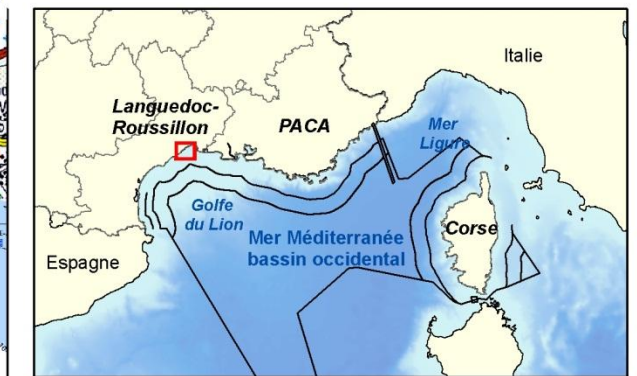 Italie
Languedoc-
Roussillon
PACA
Mer
Ligure
Golfe
du Lion
Corse
Mer Méditerranée
bassin occidental
Espagne